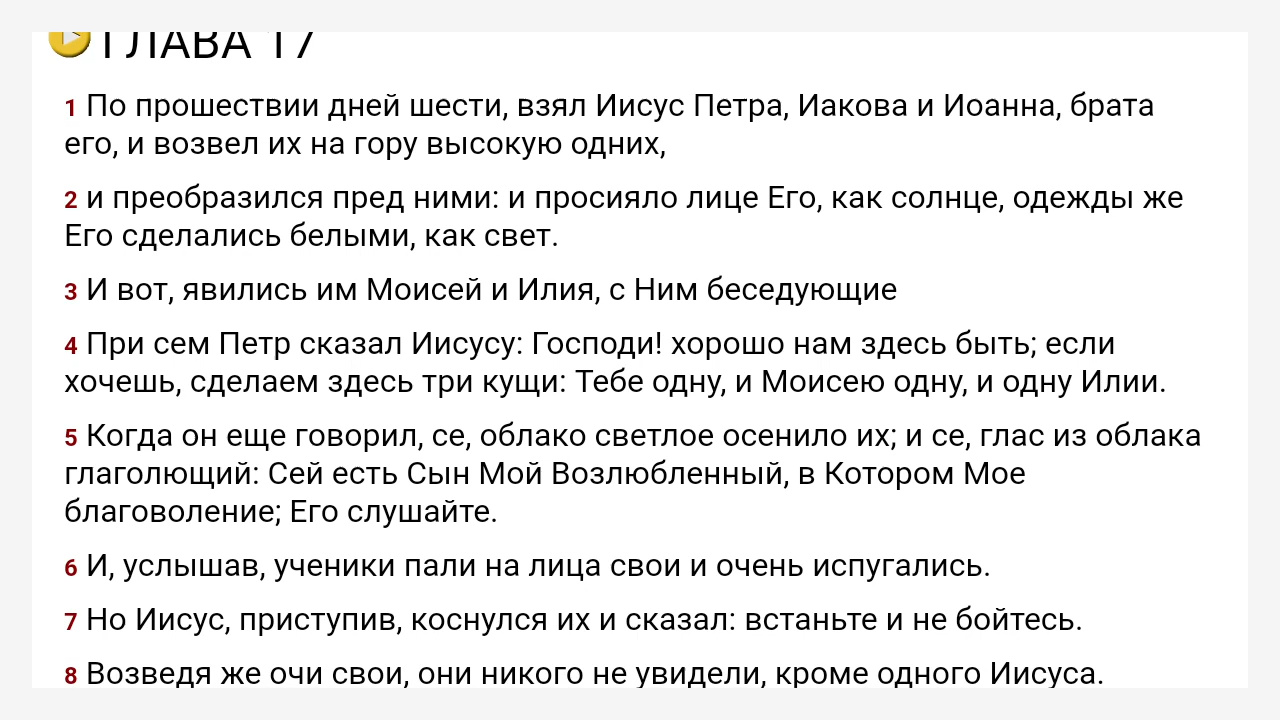 ГЛАВА 17
1 По прошествии дней шести, взял Иисус Петра, Иакова и Иоанна, брата
его, и возвел их на гору высокую одних,
2 и преобразился пред ними: и просияло лице Его, как солнце, одежды же
Его сделались белыми, как свет.
3 И вот, явились им Моисей и Илия, с Ним беседующие
4 При сем Петр сказал Иисусу: Господи! хорошо нам здесь быть; если
хочешь, сделаем здесь три кущи: Тебе одну, и Моисею одну, и одну Илии.
5 Когда он еще говорил, се, облако светлое осенило их; и се, глас из облака
глаголющий: Сей есть Сын Мой Возлюбленный, в Котором Мое
благоволение; Его слушайте.
6 И, услышав, ученики пали на лица свои и очень испугались.
7 Но Иисус, приступив, коснулся их и сказал: встаньте и не бойтесь.
8 Возведя же очи свои, они никого не увидели, кроме одного Иисуса.